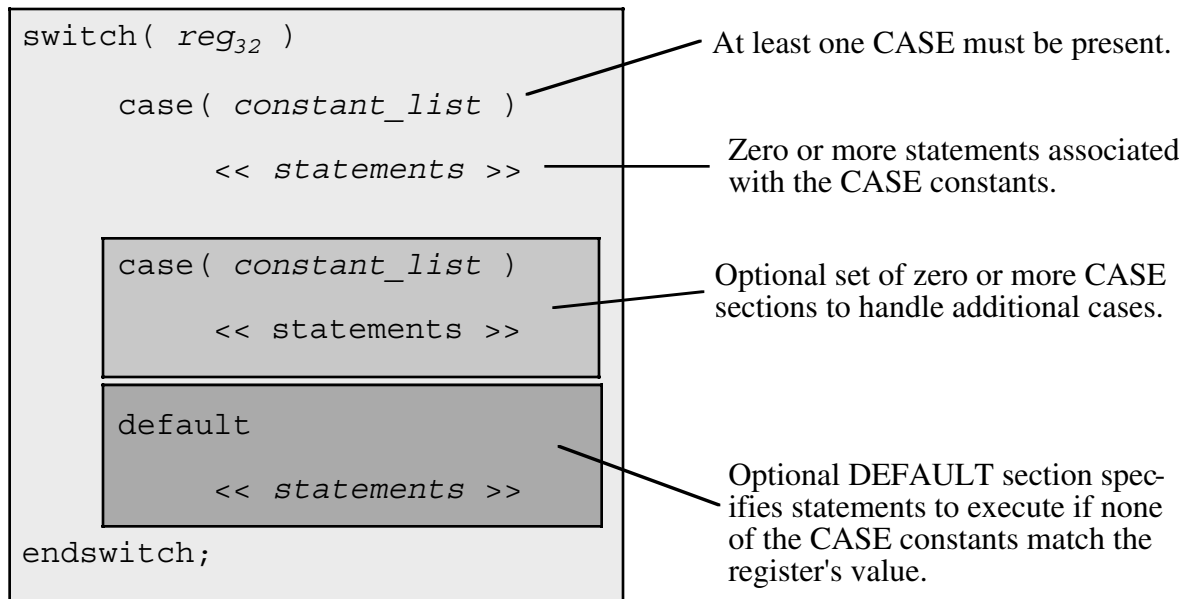 switch( reg32 )
At least one CASE must be present.
case( constant_list )
<< statements >>
Zero or more statements associated
with the CASE constants.
case( constant_list )
<< statements >>
Optional set of zero or more CASE
sections to handle additional cases.
default
<< statements >>
Optional DEFAULT section spec-
ifies statements to execute if none
of the CASE constants match the
register's value.
endswitch;